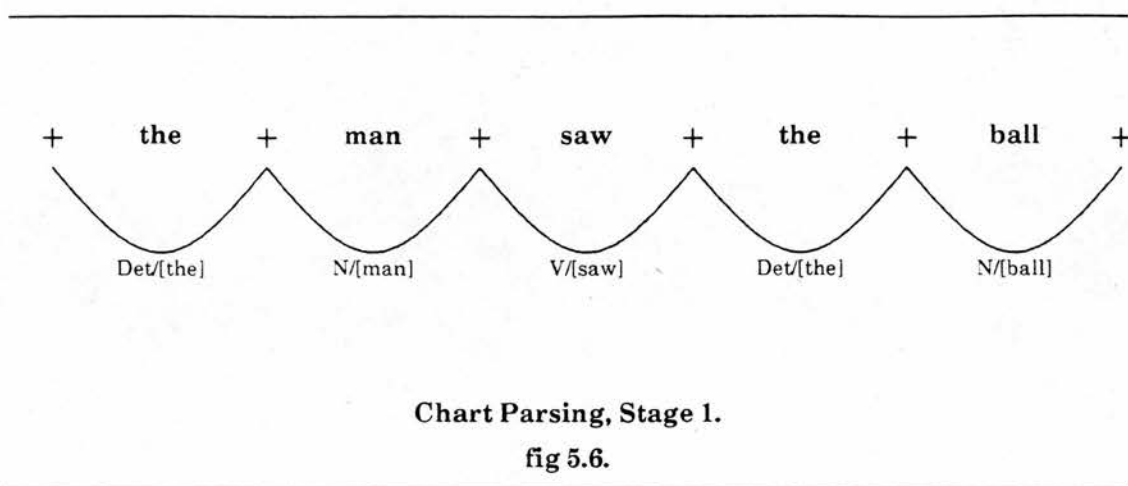 + the + man + saw + the + ball +
Det/[the] N/[man] V/[saw] Det/[the] N/[ball]
Chart Parsing, Stage 1.
fig 5.6.